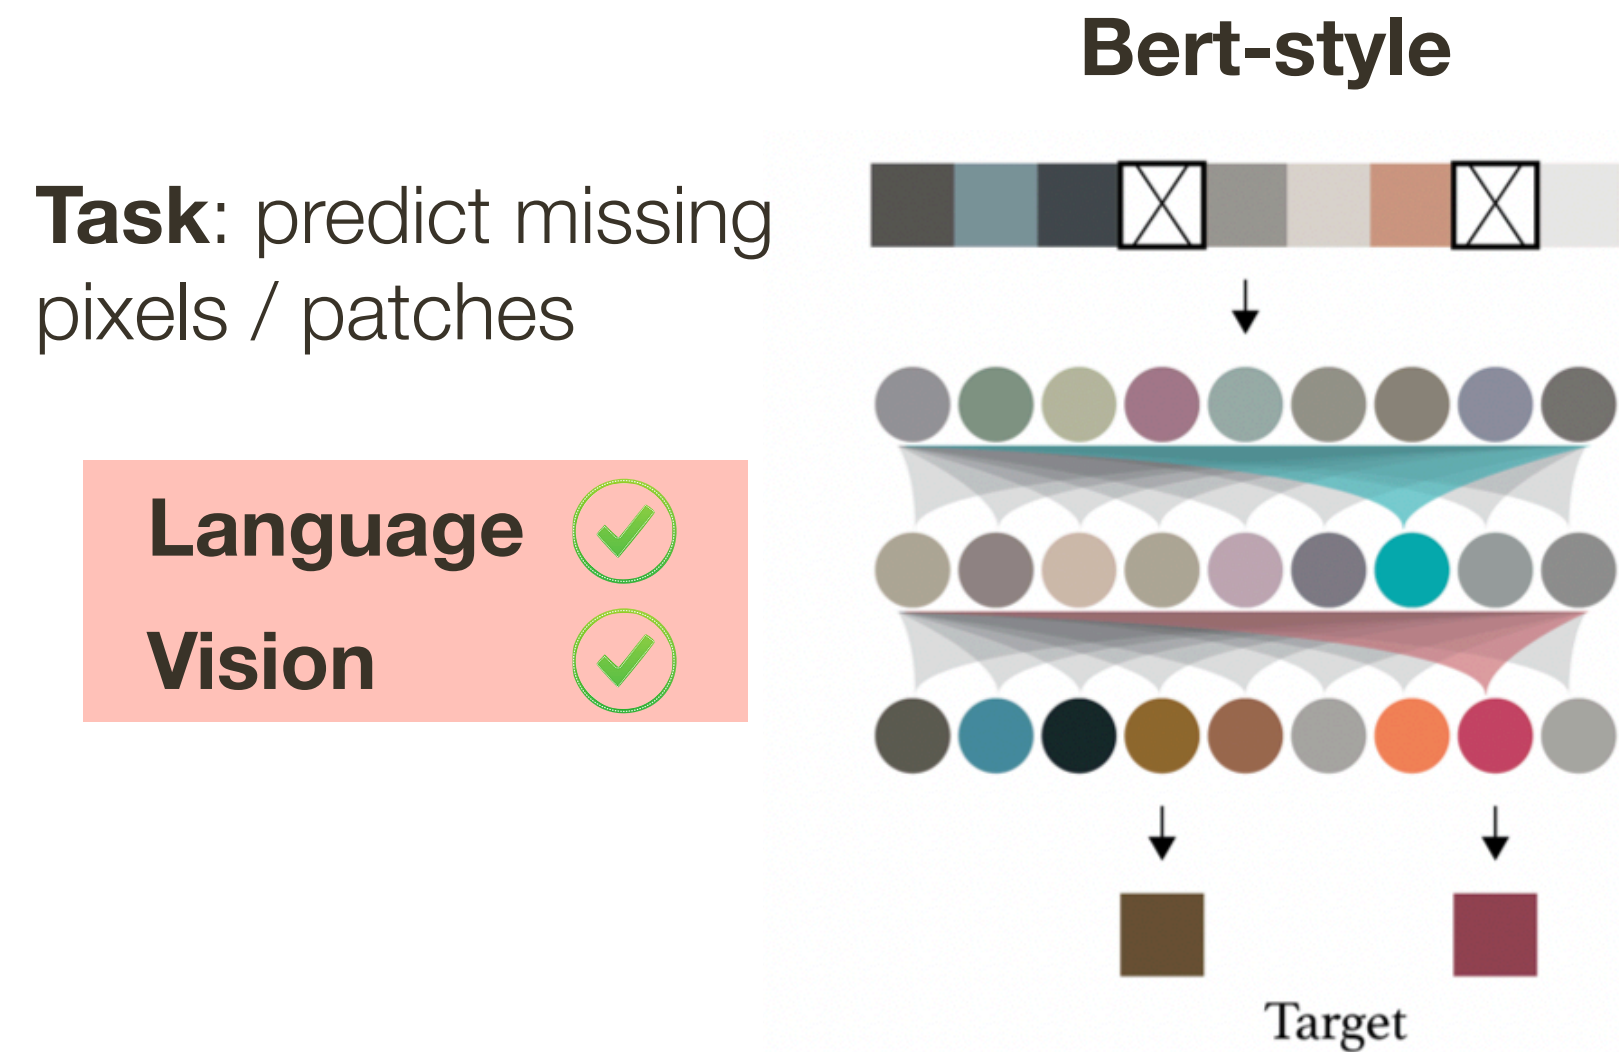 Bert-style
Task: predict missing
pixels / patches
Language
Vision
Target